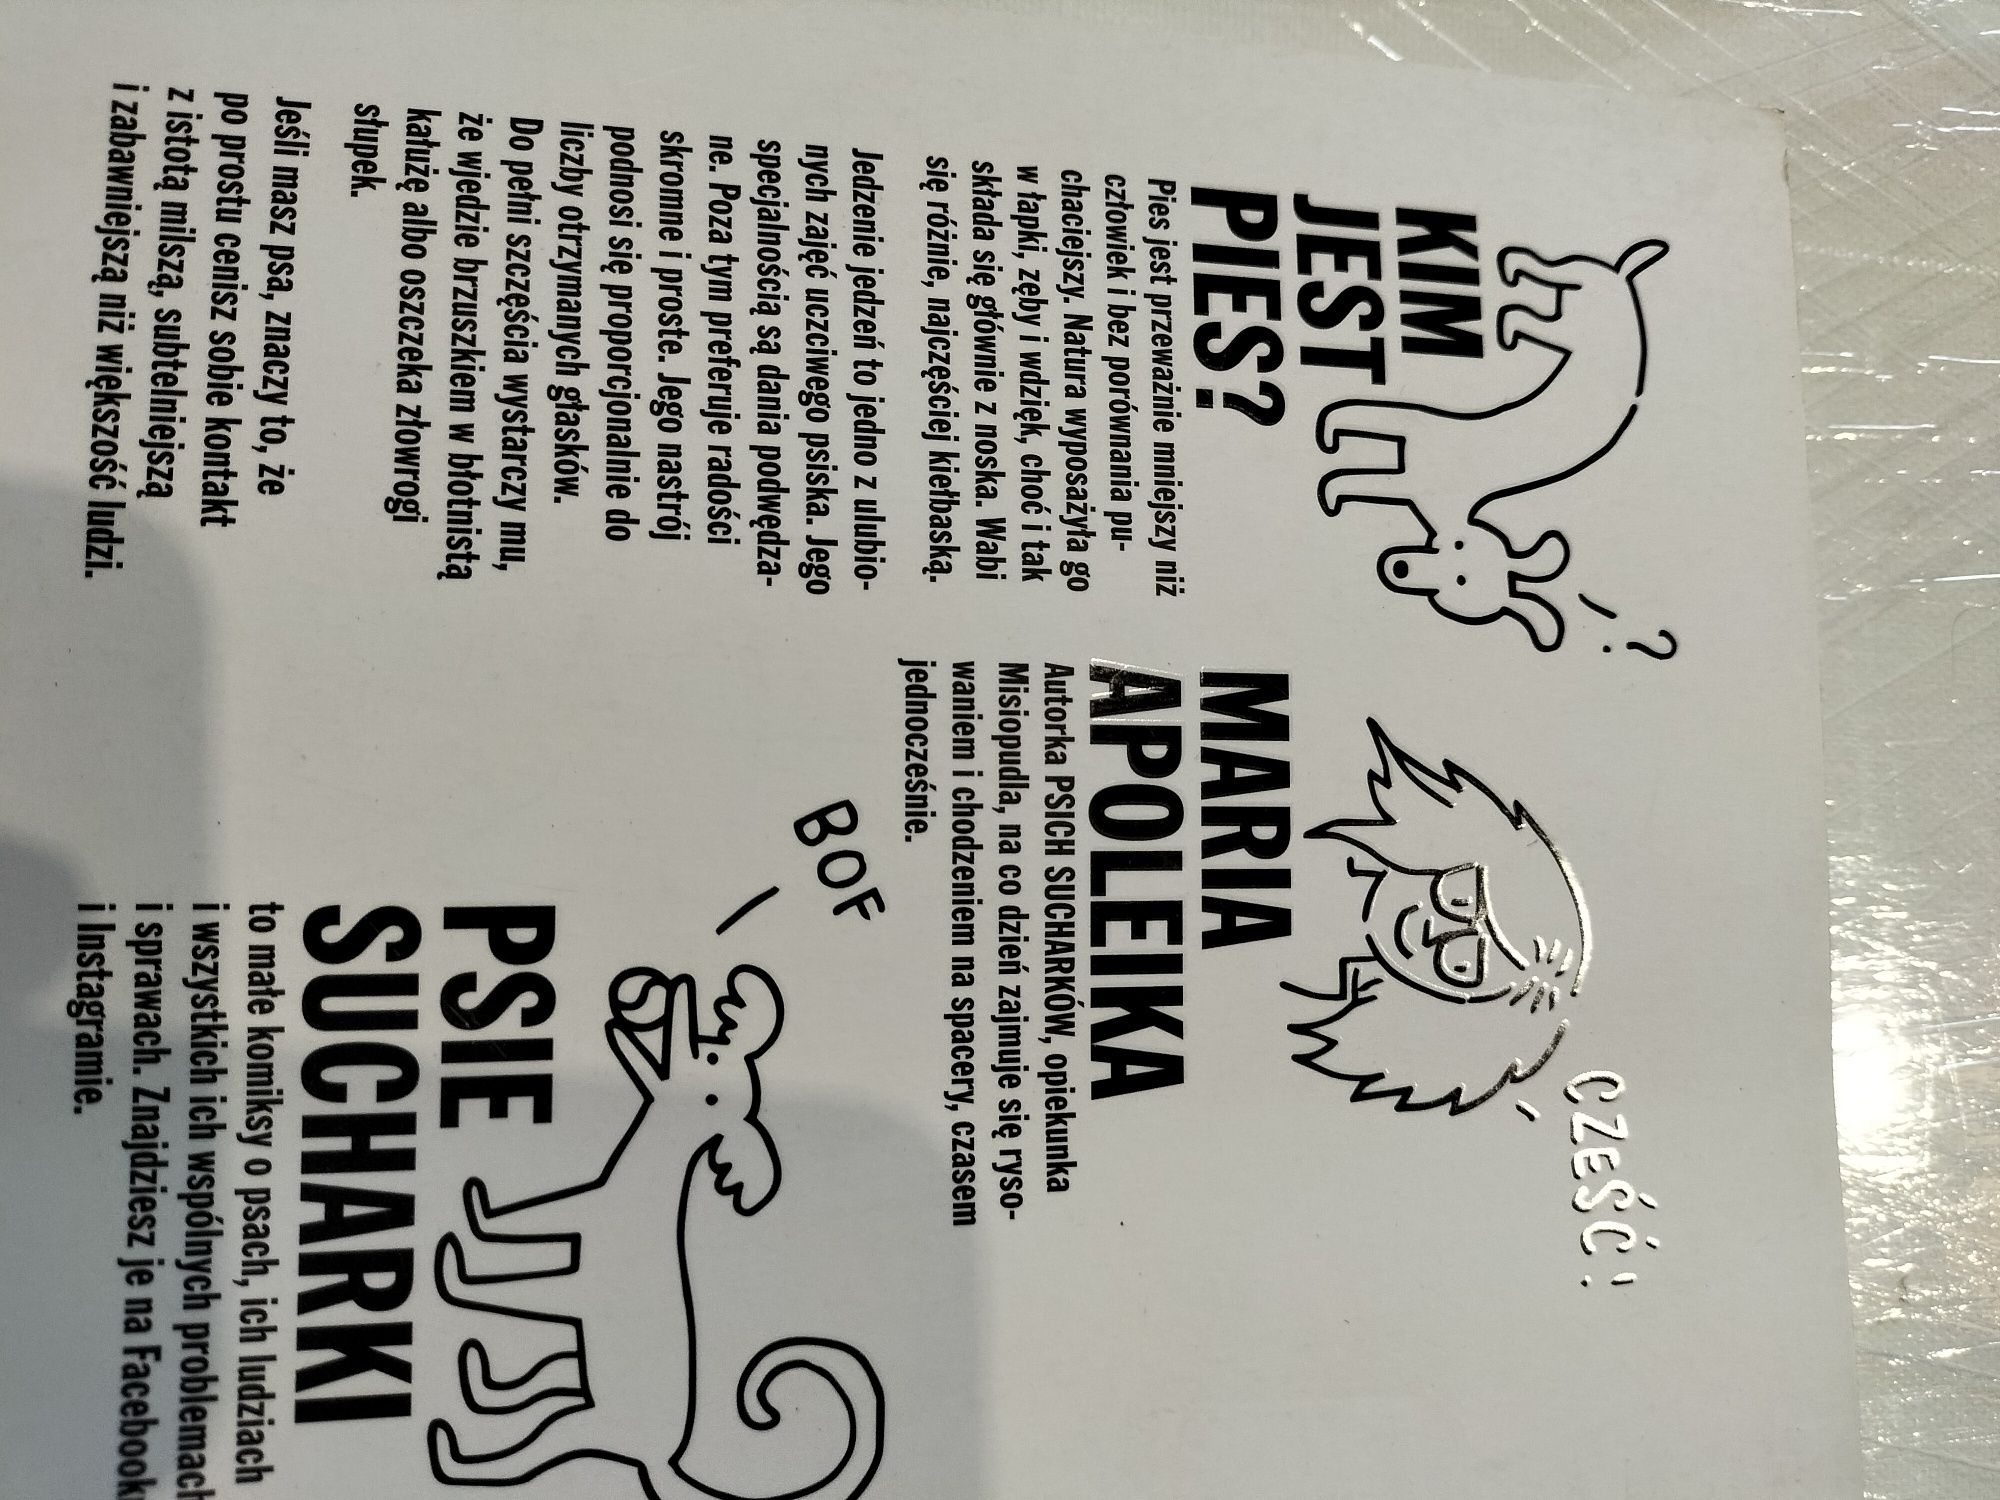 ?
KIM
JEST
PIES?
Pies jest przeważnie mniejszy niż
człowiek i bez porównania pu-
chaciejszy. Natura wyposażyła go
w łapki, zęby i wdzięk, choć i tak
składa się głównie z noska. Wabi
się różnie, najczęściej kiełbaską.
Jedzenie jedzeń to jedno z ulubio-
nych zajęć uczciwego psiska. Jego
specjalnością są dania podwędza-
ne. Poza tym preferuje radości
skromne i proste. Jego nastrój
podnosi się proporcjonalnie do
liczby otrzymanych głasków.
Do pełni szczęścia wystarczy mu,
że wjedzie brzuszkiem w błotnistą
kałużę albo oszczeka złowrogi
słupek.
Jeśli masz psa, znaczy to, że
po prostu cenisz sobie kontakt
z istotą milszą, subtelniejszą
i zabawniejszą niż większość ludzi.
CZEŚĆ!
MARIA
APOLEIKA
Autorka PSICH SUCHARKÓW, opiekunka
Misiopudla, na co dzień zajmuje się ryso-
waniem i chodzeniem na spacery, czasem
jednocześnie.
BOF
PSIE
SUCHARKI
to małe komiksy o psach, ich ludziach
i wszystkich ich wspólnych problemach
i sprawach. Znajdziesz je na Facebooku
i Instagramie.